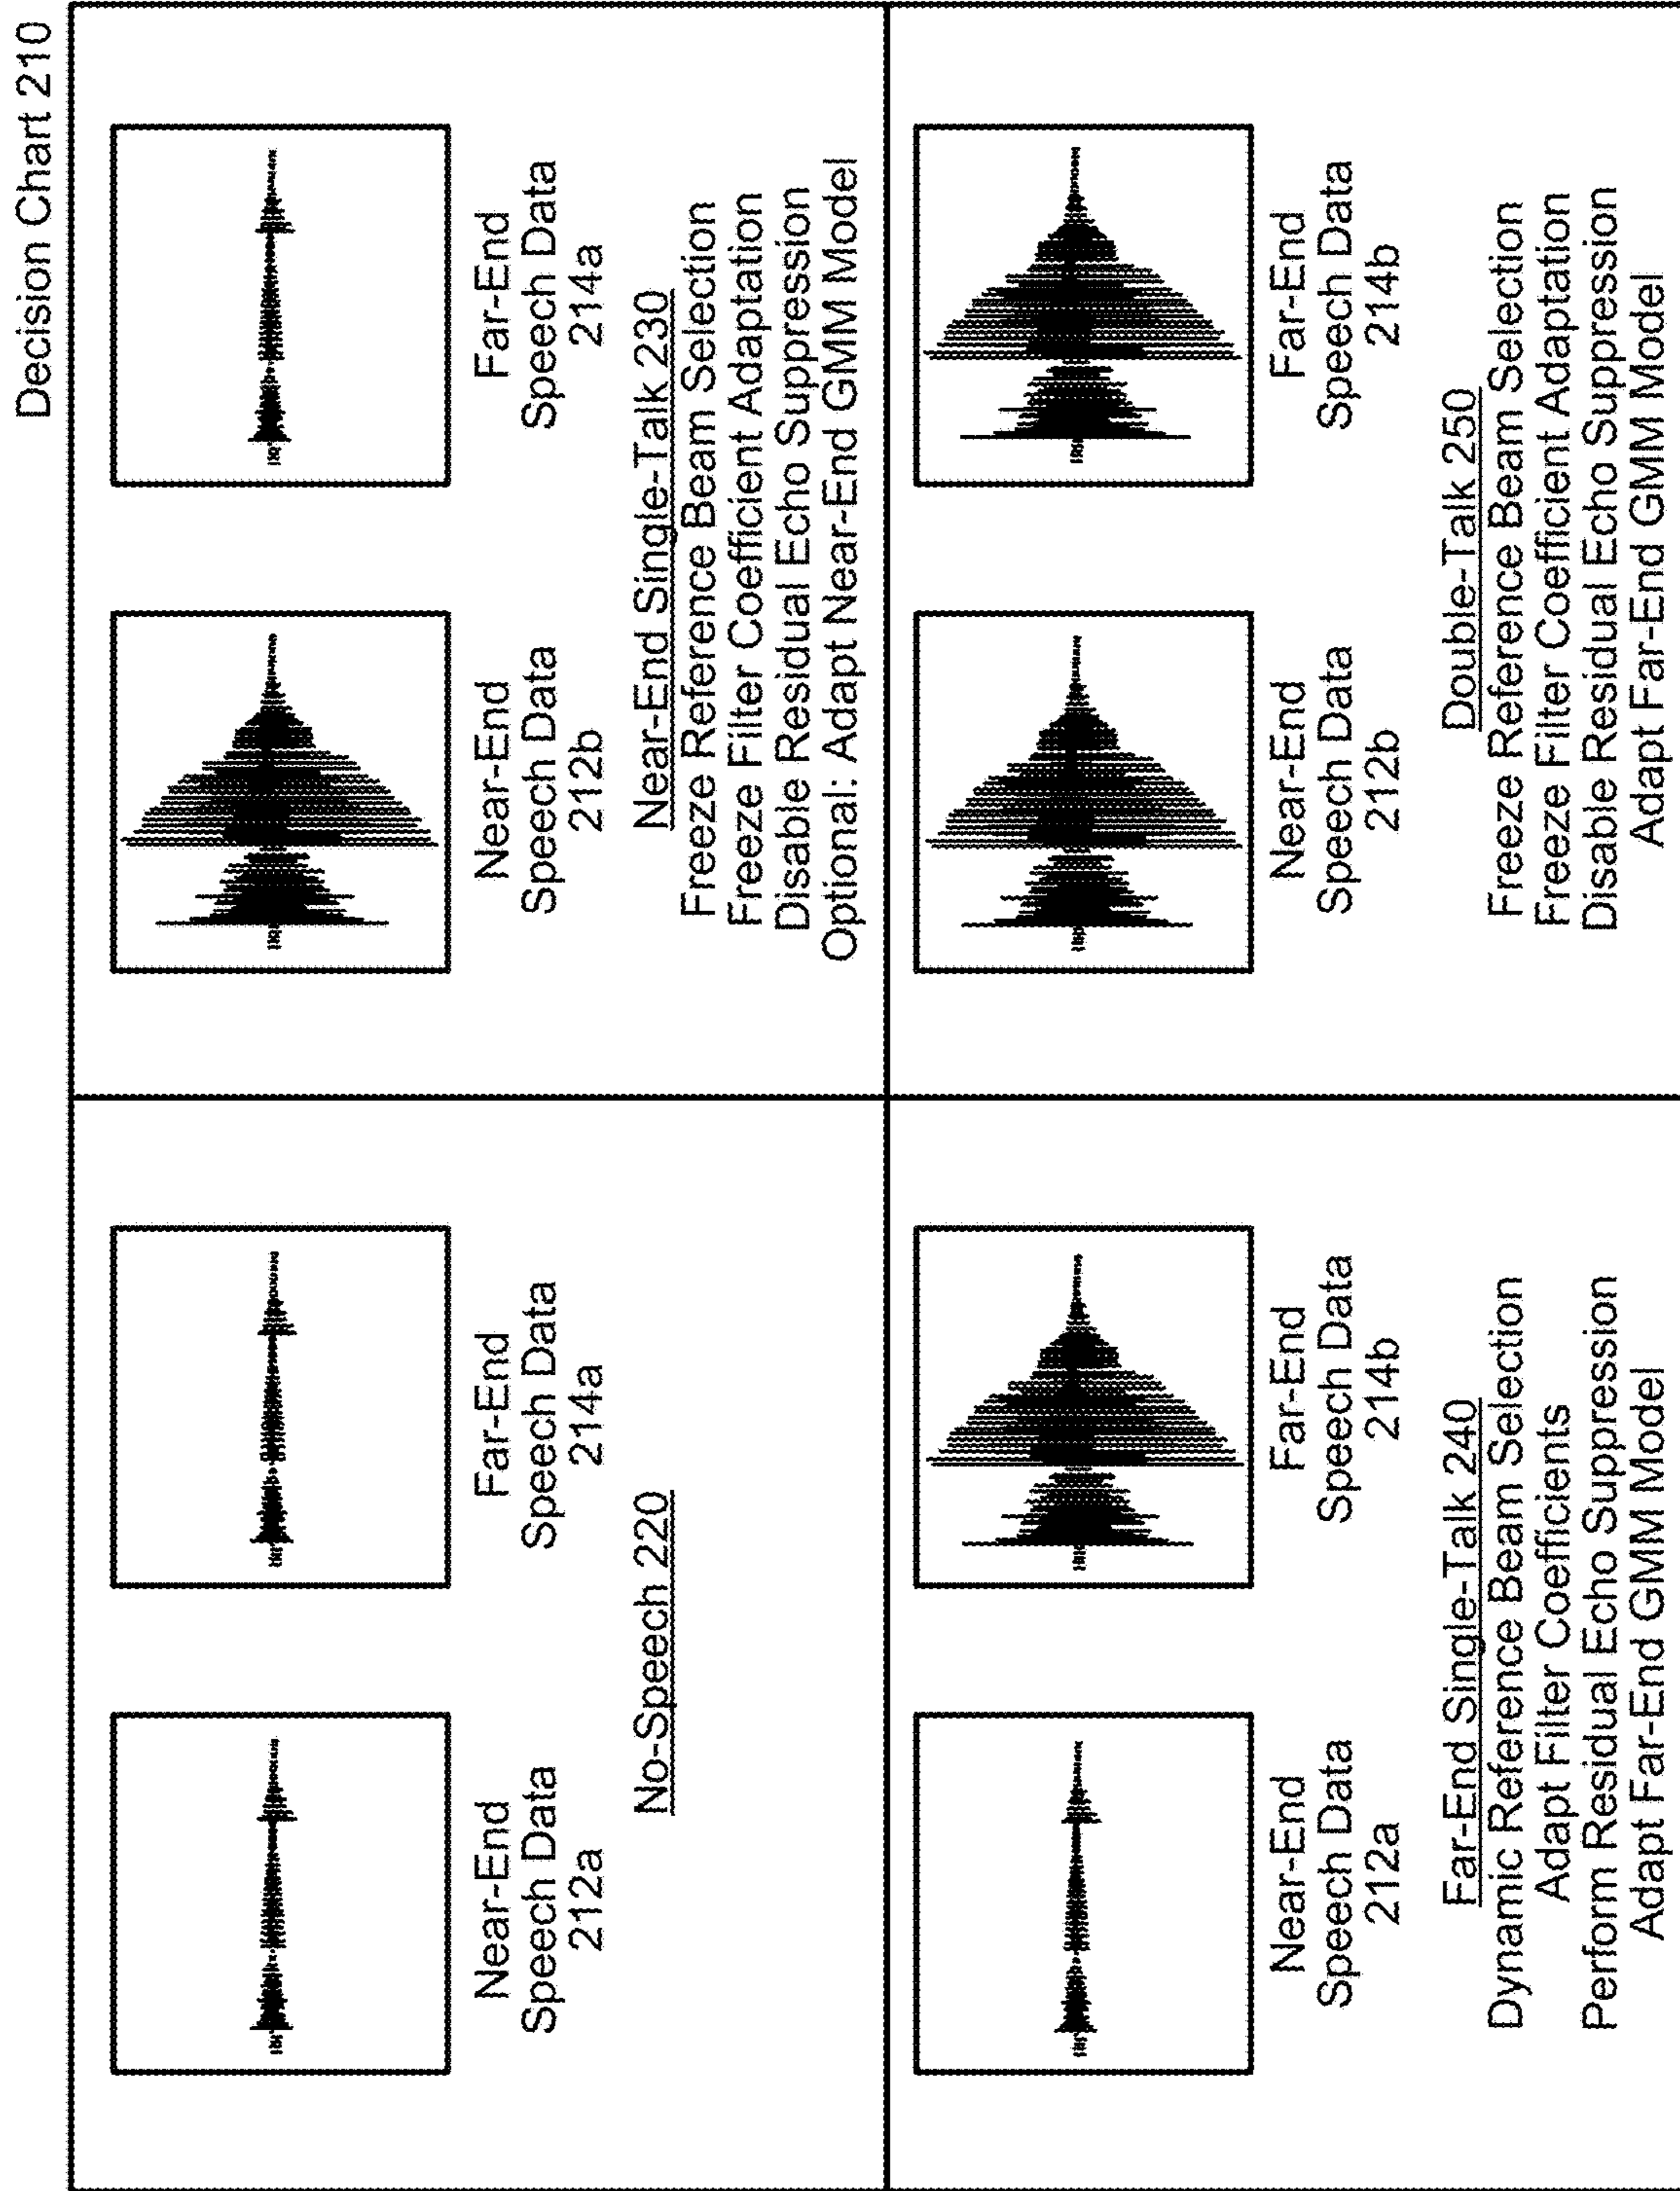 Decision Chart 210
Near-End
Speech Data
212a
Far-End
Speech Data
214a
No-Speech 220
Near-End
Speech Data
212b
Far-End
Speech Data
214a
Near-End Single-Talk 230
Freeze Reference Beam Selection
Freeze Filter Coefficient Adaptation
Disable Residual Echo Suppression
Optional: Adapt Near-End GMM Model
Near-End
Speech Data
212a
Far-End
Speech Data
214b
Far-End Single-Talk 240
Dynamic Reference Beam Selection
Adapt Filter Coefficients
Perform Residual Echo Suppression
Adapt Far-End GMM Model
Near-End
Speech Data
212b
Far-End
Speech Data
214b
Double-Talk 250
Freeze Reference Beam Selection
Freeze Filter Coefficient Adaptation
Disable Residual Echo Suppression
Adapt Far-End GMM Model